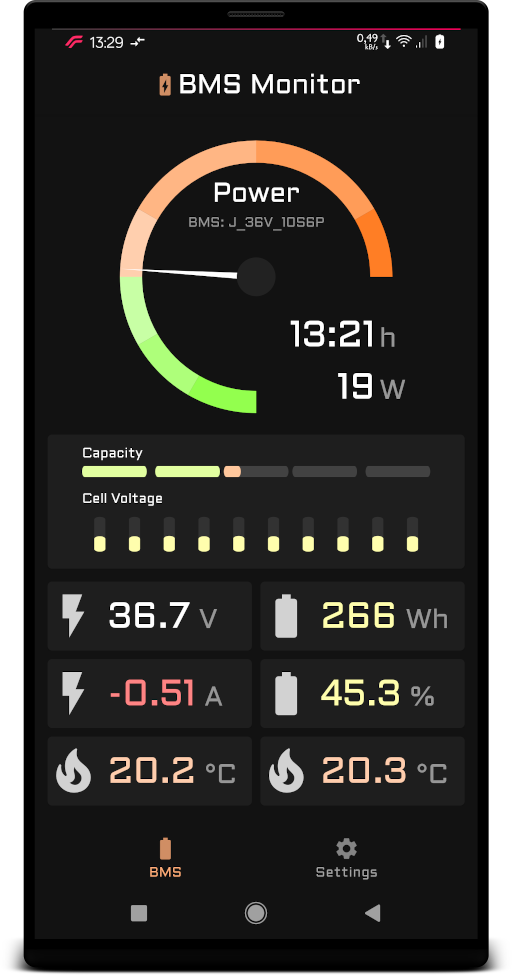 13:29
0,49
kB/s
BMS Monitor
Power
BMS: J_36V_10S6P
13:21 h
19 W
Capacity
Cell Voltage
36.7 V
266 Wh
-0.51 A
45.3 %
20.2 °C
20.3 °C
BMS
Settings